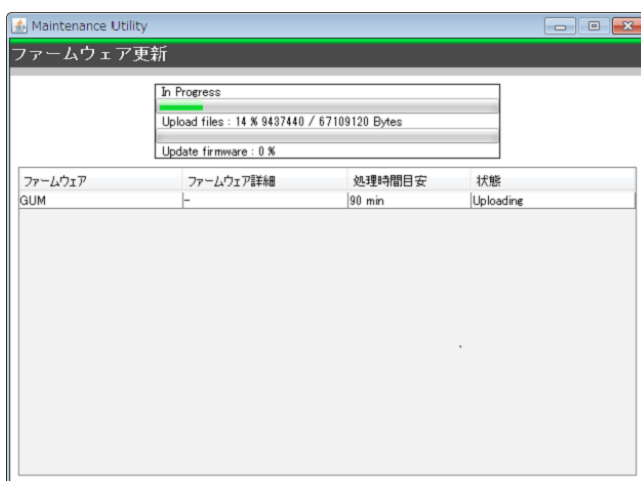 Maintenance Utility
ファームウェア更新
In Progress
Upload files : 14 % 9437440 / 67109120 Bytes
Update firmware : 0 %
ファームウェア ファームウェア詳細 処理時間目安 状態
GUM - 90 min Uploading